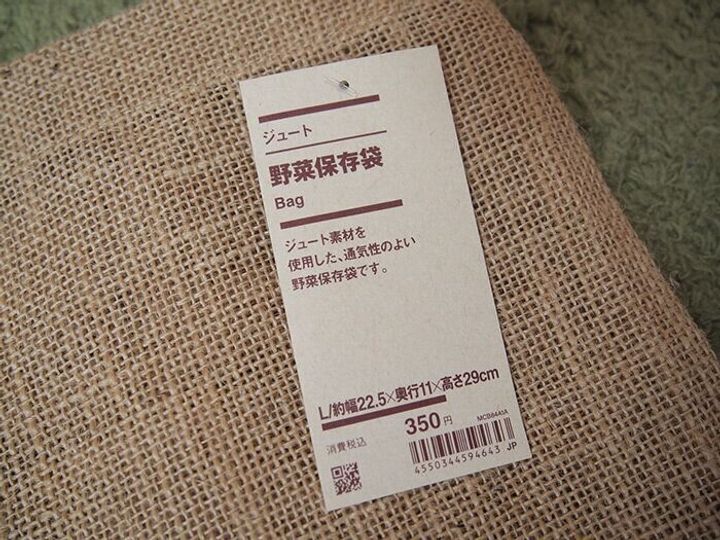 ジュート
野菜保存袋
Bag
ジュート素材を
使用した、通気性のよい
野菜保存袋です。
L/約幅22.5×奥行11×高さ29cm
消費税込 350円
4550344594643 JP